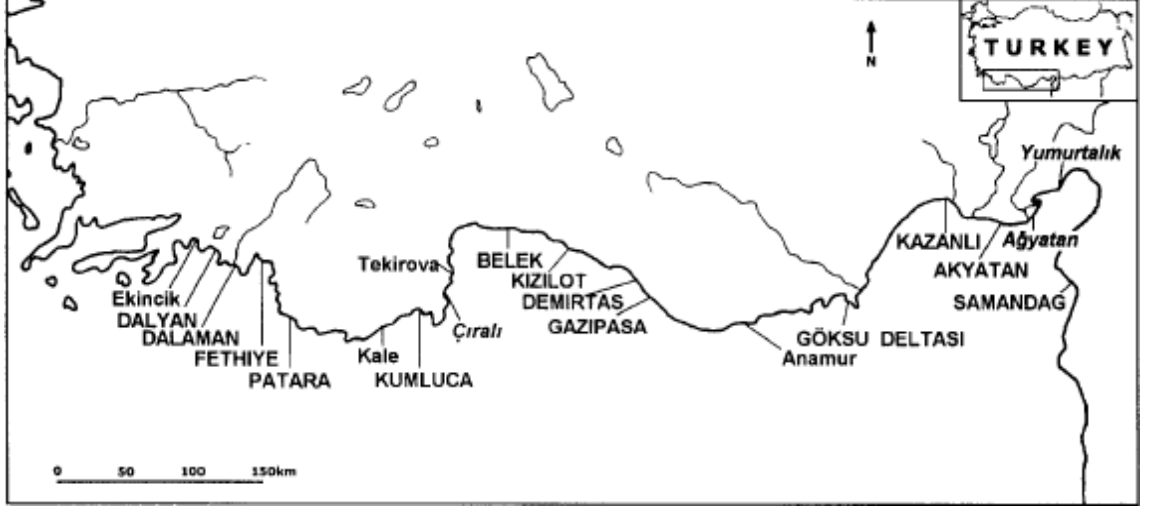 N
TURKEY
Yumurtalık
Ağyatan
KAZANLI
AKYATAN
SAMANDAG
Tekirova
BELEK
KIZILOT
DEMIRTAS
GAZIPASA
Ekincik
DALYAN
DALAMAN
FETHIYE
PATARA
Çıralı
Kale
KUMLUCA
Anamur
GÖKSU DELTASI
0 50 100 150km